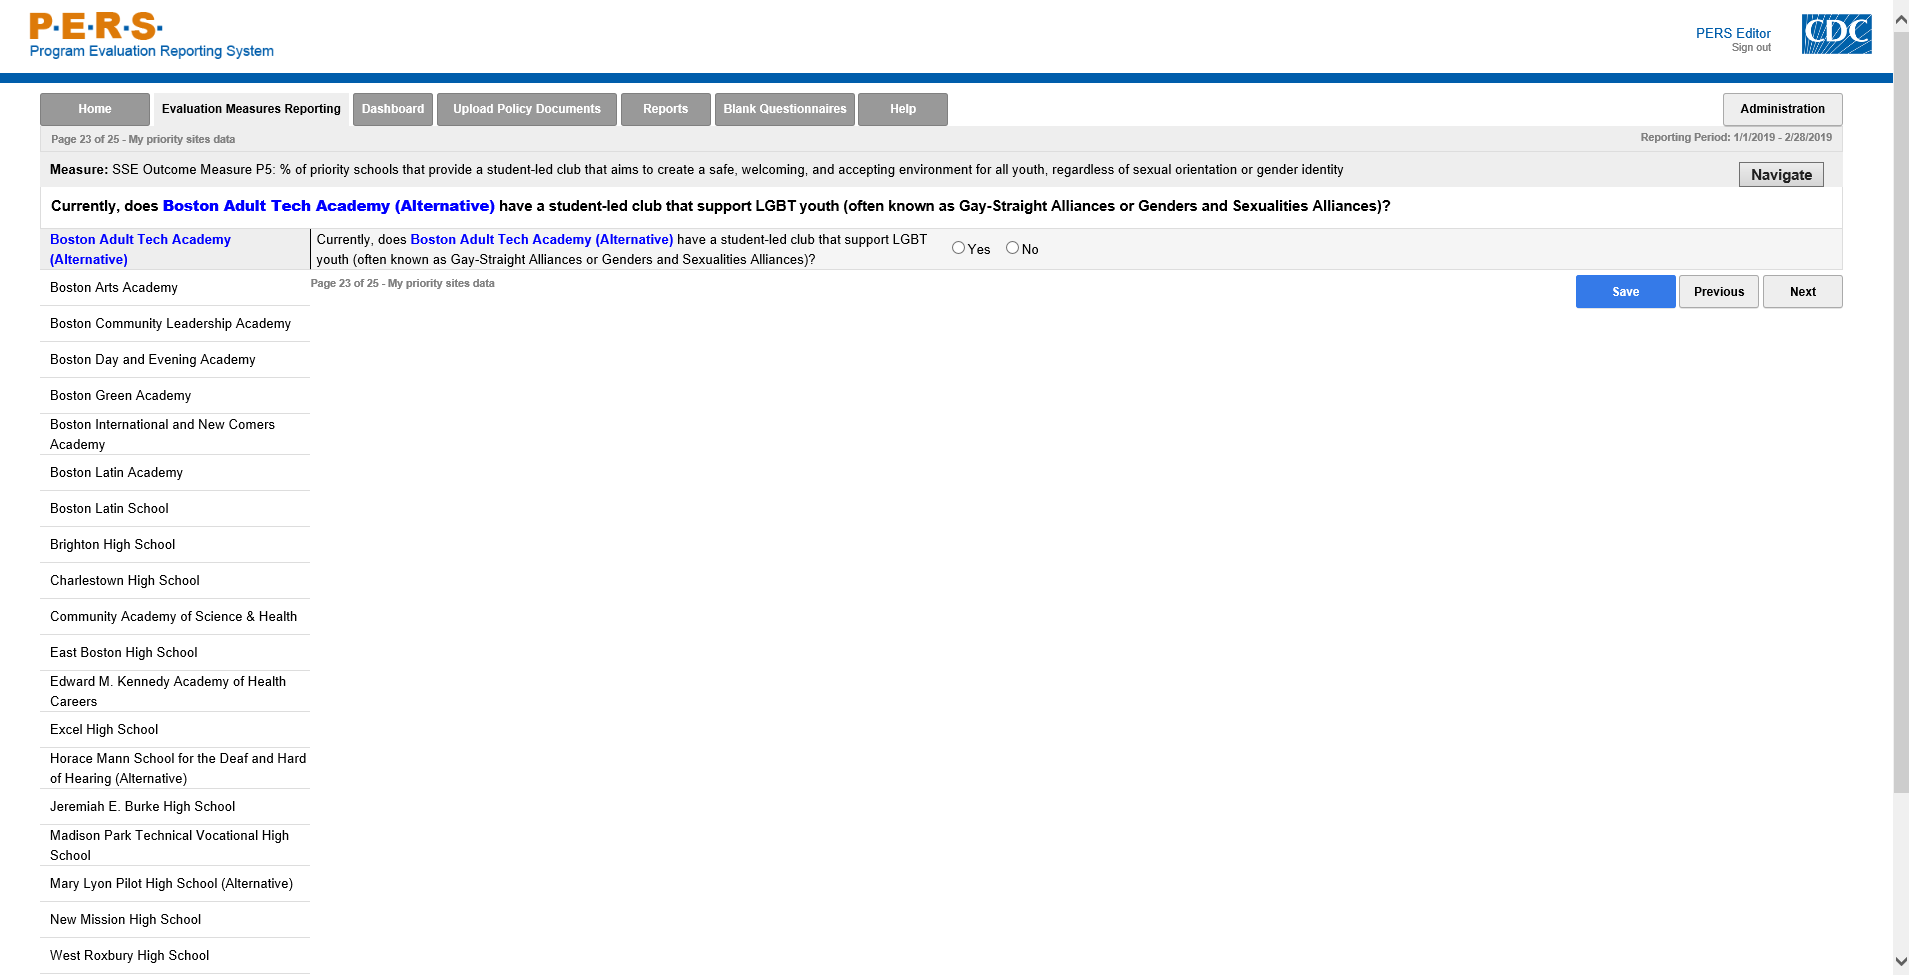 P·E·R·S·
Program Evaluation Reporting System
PERS Editor
Sign out
CDC
Home
Evaluation Measures Reporting
Dashboard
Upload Policy Documents
Reports
Blank Questionnaires
Help
Administration
Page 23 of 25 - My priority sites data
Reporting Period: 1/1/2019 - 2/28/2019
Measure: SSE Outcome Measure P5: % of priority schools that provide a student-led club that aims to create a safe, welcoming, and accepting environment for all youth, regardless of sexual orientation or gender identity
Navigate
Currently, does Boston Adult Tech Academy (Alternative) have a student-led club that support LGBT youth (often known as Gay-Straight Alliances or Genders and Sexualities Alliances)?
Boston Adult Tech Academy
(Alternative)
Currently, does Boston Adult Tech Academy (Alternative) have a student-led club that support LGBT
youth (often known as Gay-Straight Alliances or Genders and Sexualities Alliances)?
Yes
No
Boston Arts Academy
Page 23 of 25 - My priority sites data
Save
Previous
Next
Boston Community Leadership Academy
Boston Day and Evening Academy
Boston Green Academy
Boston International and New Comers
Academy
Boston Latin Academy
Boston Latin School
Brighton High School
Charlestown High School
Community Academy of Science & Health
East Boston High School
Edward M. Kennedy Academy of Health
Careers
Excel High School
Horace Mann School for the Deaf and Hard
of Hearing (Alternative)
Jeremiah E. Burke High School
Madison Park Technical Vocational High
School
Mary Lyon Pilot High School (Alternative)
New Mission High School
West Roxbury High School